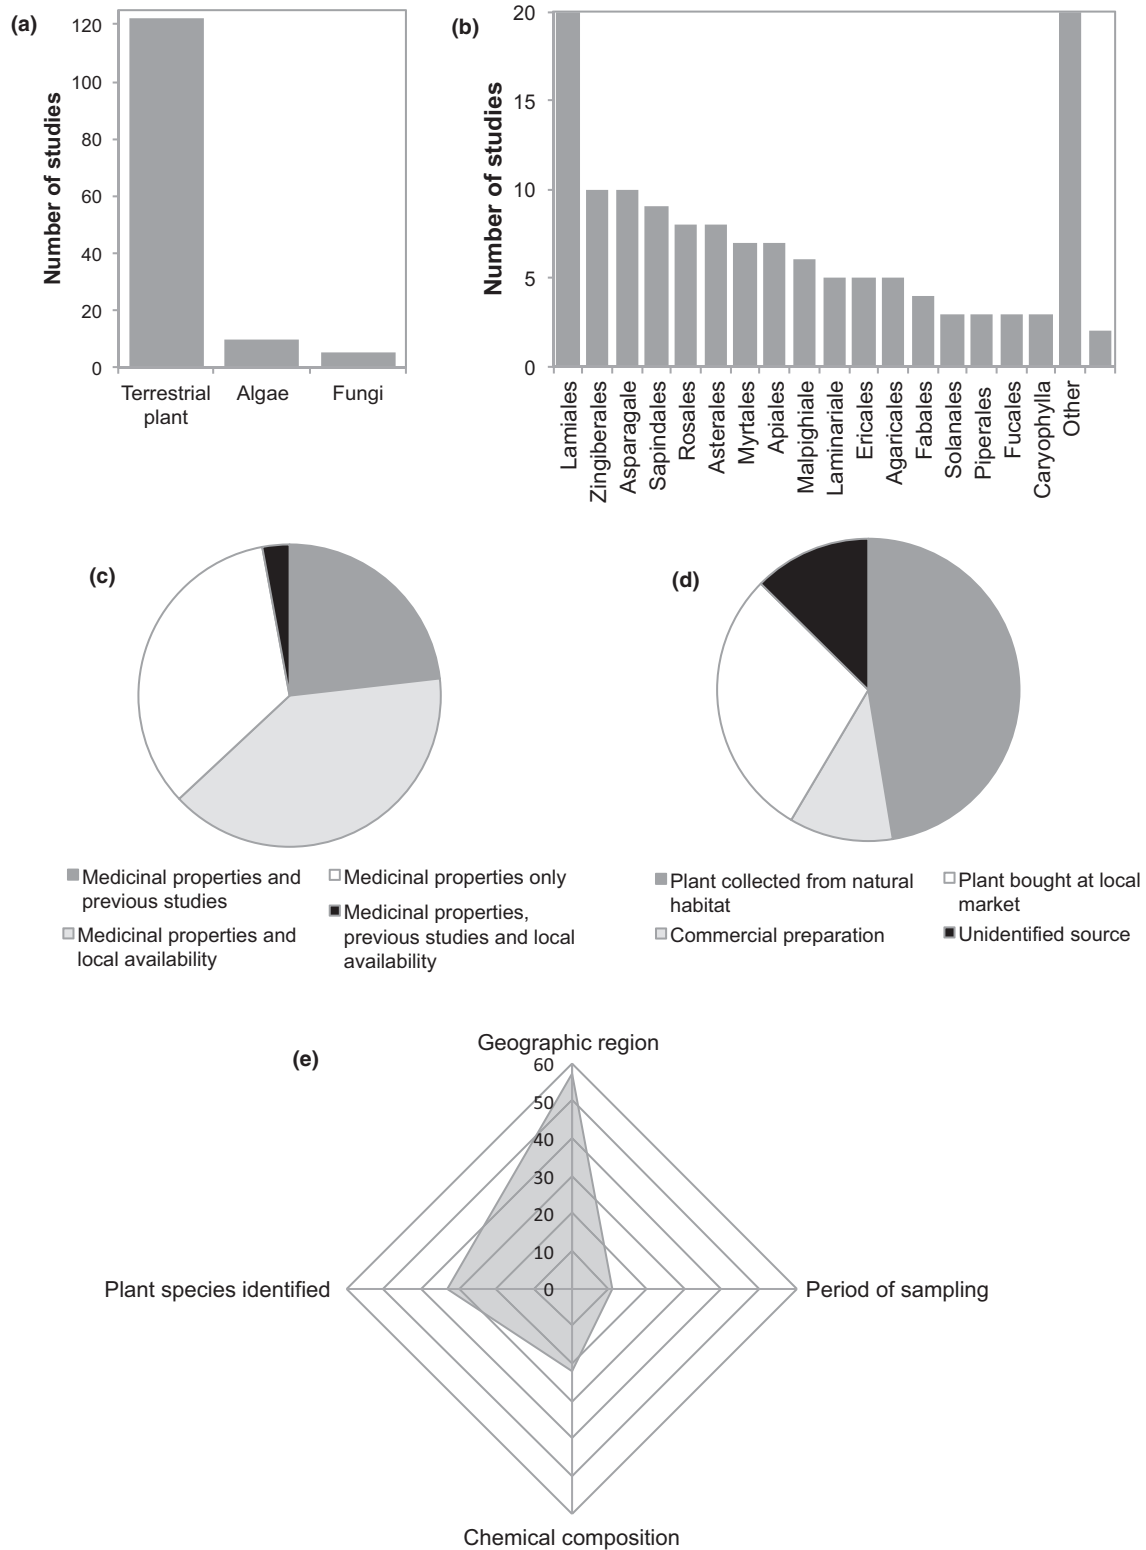 (a)
Number of studies
120
100
80
60
40
20
0
Terrestrial
plant
Algae
Fungi
(b)
Number of studies
20
15
10
5
0
Lamiales
Zingiberales
Asparagale
Sapindales
Rosales
Asterales
Myrtales
Apiales
Malpighiale
Laminariale
Ericales
Agaricales
Fabales
Solanales
Piperales
Fucales
Caryophylla
Other
(c)
Medicinal properties and
previous studies
Medicinal properties and
local availability
Medicinal properties only
Medicinal properties,
previous studies and local
availability
(d)
Plant collected from natural
habitat
Commercial preparation
Plant bought at local
market
Unidentified source
(e)
Geographic region
60
50
40
30
20
10
0
Plant species identified
Period of sampling
Chemical composition